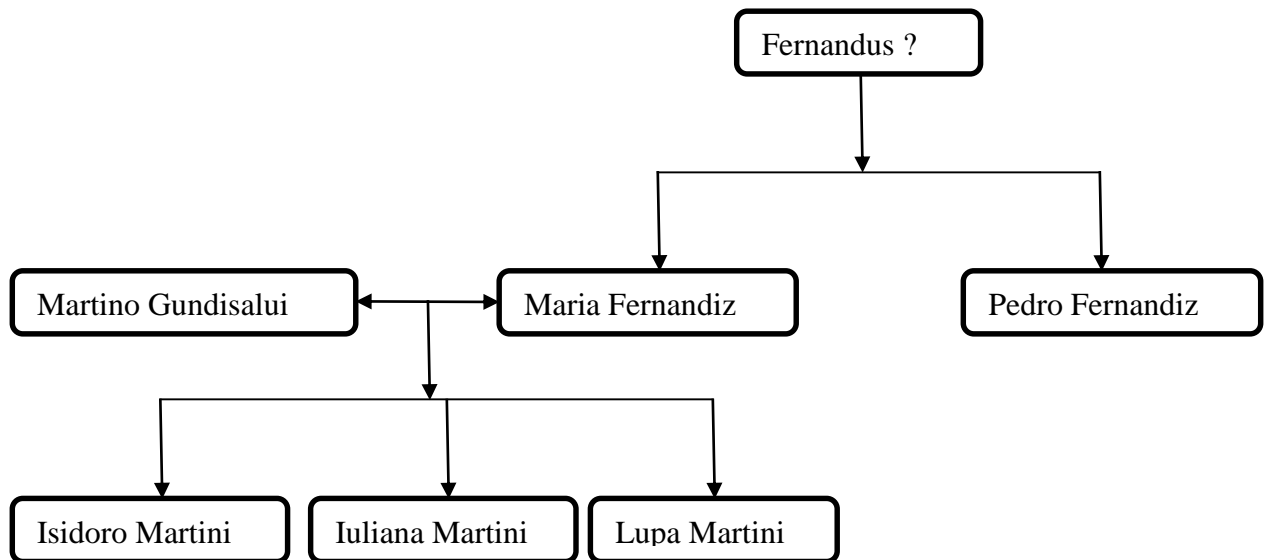 Fernandus ?
Martino Gundisalui
Maria Fernandiz
Pedro Fernandiz
Isidoro Martini
Iuliana Martini
Lupa Martini